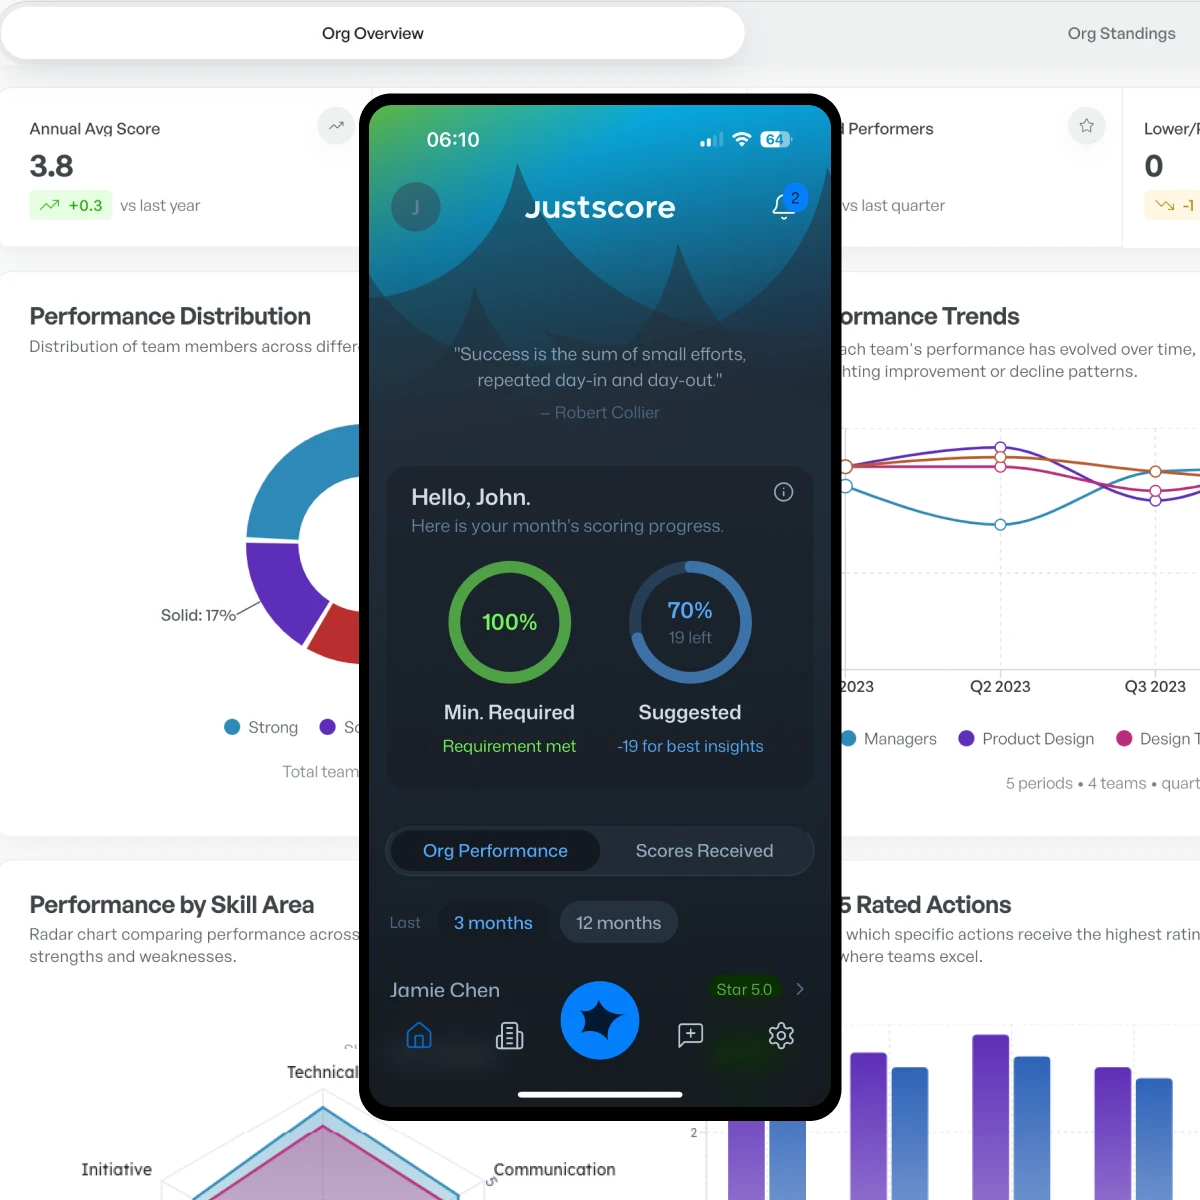 Org Overview
Org Standings
Annual Avg Score
3.8
+0.3 vs last year
Performers
vs last quarter
0
-1
Performance Distribution
Distribution of team members across
Solid: 17%
Strong
Total team
Trends
each team's performance has evolved over time,
improvement or decline patterns.
2023
Q2 2023
Q3 2023
Managers
Product Design
Design
5 periods • 4 teams •
Performance by Skill Area
Radar chart comparing performance across
strengths and weaknesses.
Technical
Initiative
Communication
5
5 Rated Actions
which specific actions receive the highest
where teams excel.
2
06:10
64
J
Justscore
2
"Success is the sum of small efforts,
repeated day-in and day-out."
– Robert Collier
Hello, John.
Here is your month's scoring progress.
100%
70%
19 left
Min. Required
Suggested
Requirement met
-19 for best insights
Org Performance
Scores Received
Last
3 months
12 months
Jamie Chen
Star 5.0